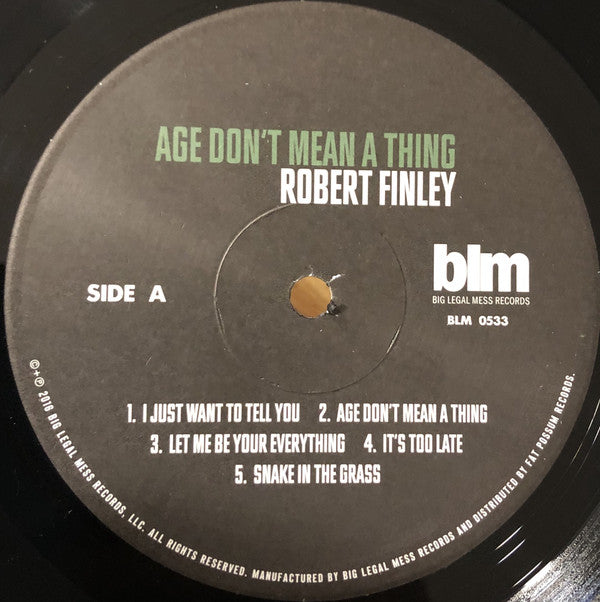 AGE DON'T MEAN A THING
ROBERT FINLEY
blm
BIG LEGAL MESS RECORDS
BLM 0533
SIDE A
1. I JUST WANT TO TELL YOU 2. AGE DON'T MEAN A THING
3. LET ME BE YOUR EVERYTHING 4. IT'S TOO LATE
5. SNAKE IN THE GRASS
©+℗ 2016 BIG LEGAL MESS RECORDS, LLC. ALL RIGHTS RESERVED. MANUFACTURED BY BIG LEGAL MESS RECORDS AND DISTRIBUTED BY FAT POSSUM RECORDS.